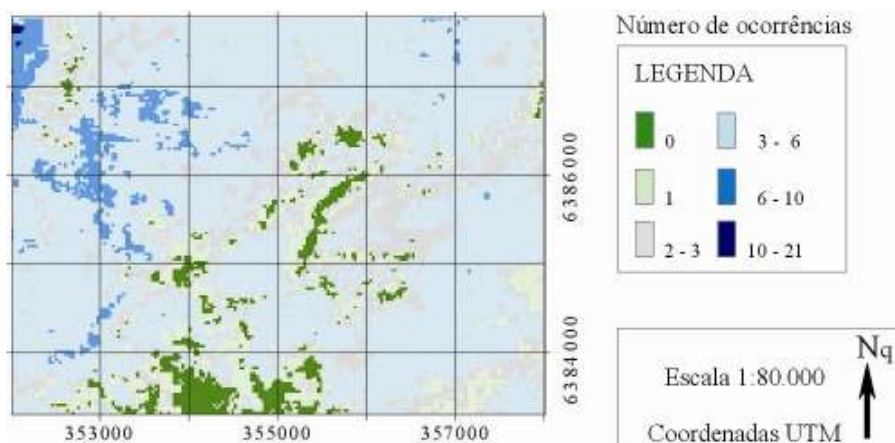 Número de ocorrências
LEGENDA
0
3 - 6
1
6 - 10
2 - 3
10 - 21
6386000
6384000
353000
355000
357000
Escala 1:80.000
Nq
Coordenadas UTM